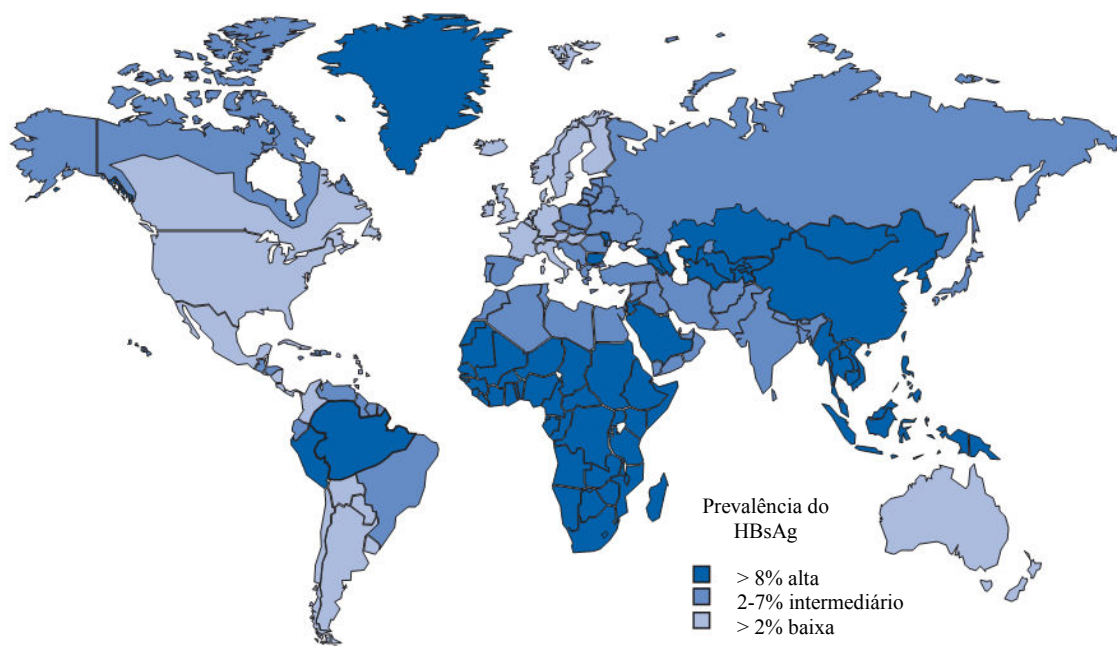 Prevalência do
HBsAg
> 8% alta
2-7% intermediário
> 2% baixa